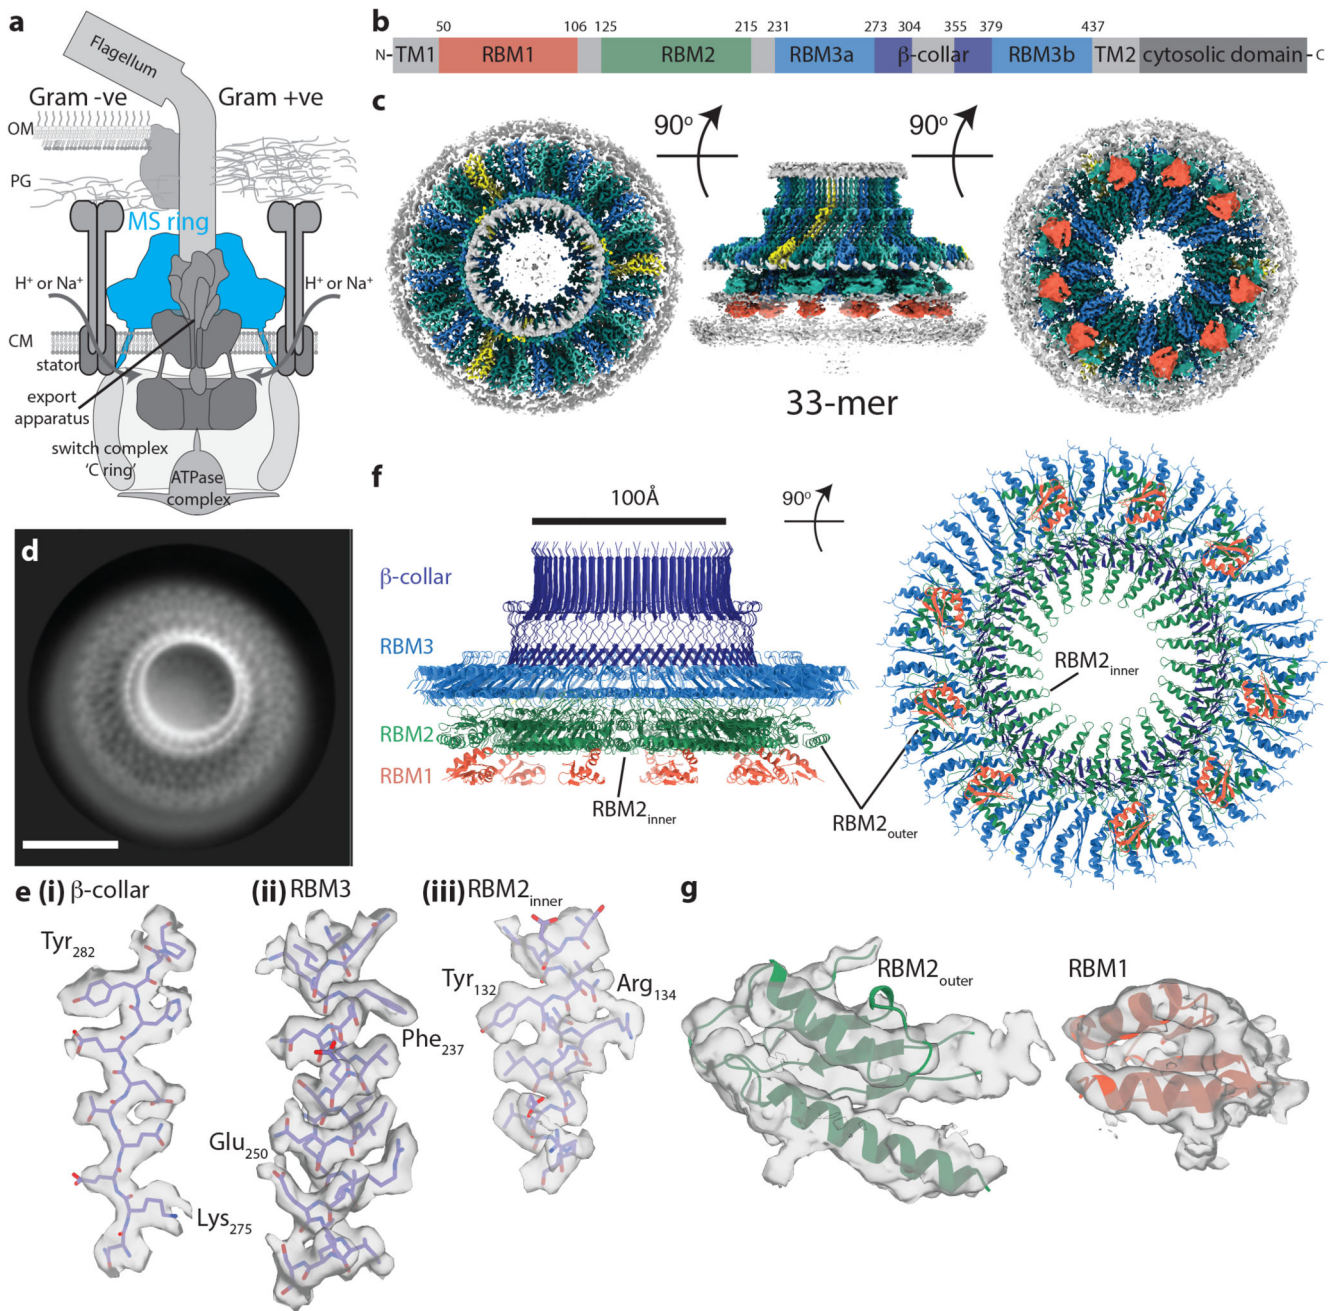 a
Flagellum
Gram -ve
Gram +ve
OM
PG
MS ring
H⁺ or Na⁺
H⁺ or Na⁺
CM
stator
export
apparatus
switch complex
'C ring'
ATPase
complex
b
50
106
125
215
231
273
304
355
379
437
N-
TM1
RBM1
RBM2
RBM3a
β-collar
RBM3b
TM2
cytosolic domain
-C
c
90°
90°
33-mer
d
f
100Å
90°
β-collar
RBM3
RBM2
RBM1
RBM2inner
RBM2outer
RBM2inner
e (i) β-collar
Tyr282
Lys275
(ii) RBM3
Phe237
Glu250
(iii) RBM2inner
Tyr132
Arg134
g
RBM2outer
RBM1